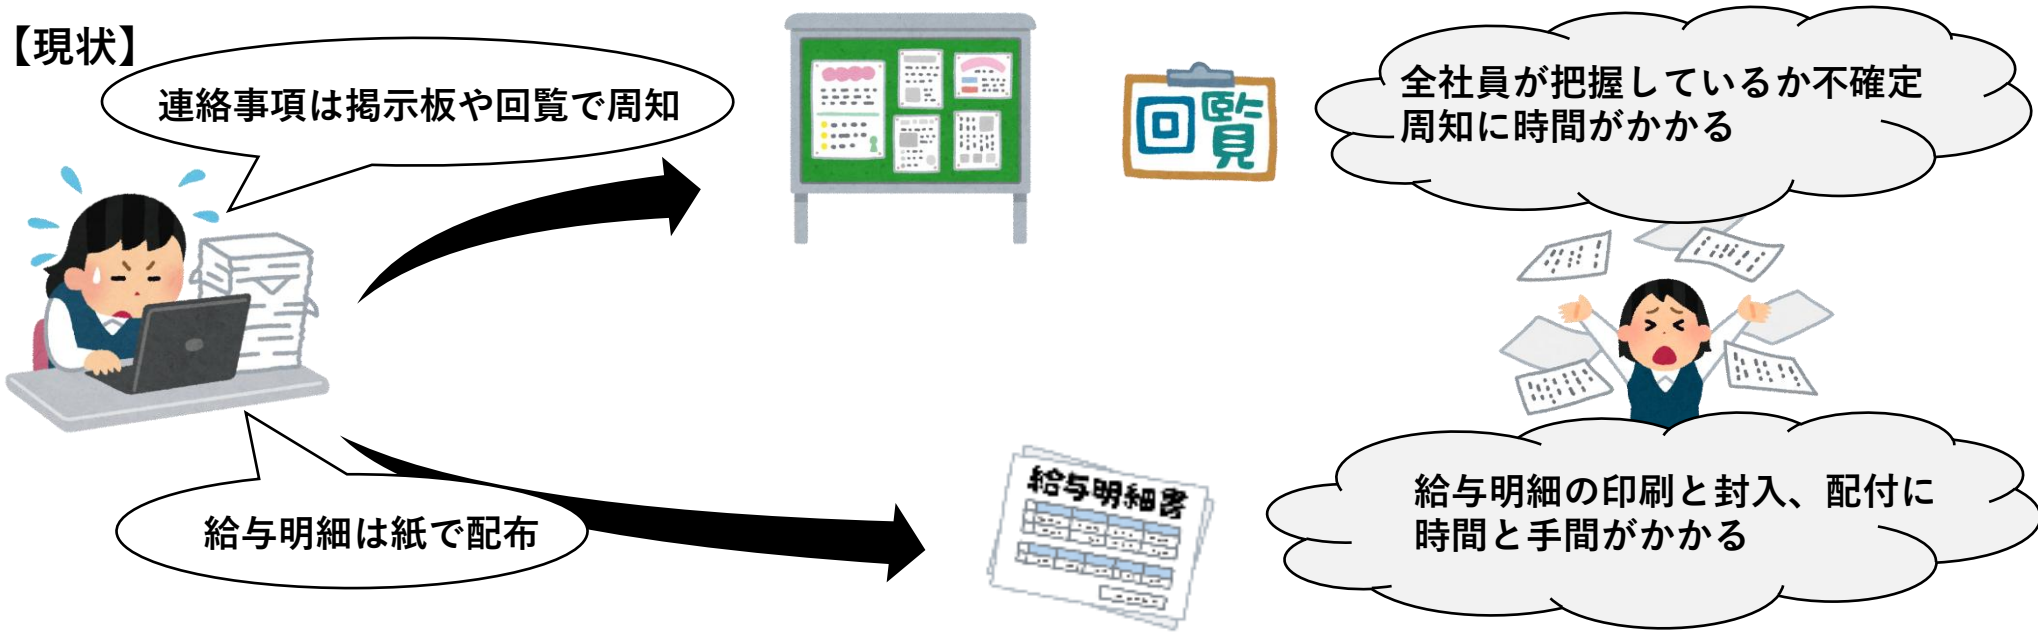 【現状】
連絡事項は掲示板や回覧で周知
回覧
全社員が把握しているか不確定
周知に時間がかかる
給与明細は紙で配布
給与明細書
給与明細の印刷と封入、配付に
時間と手間がかかる